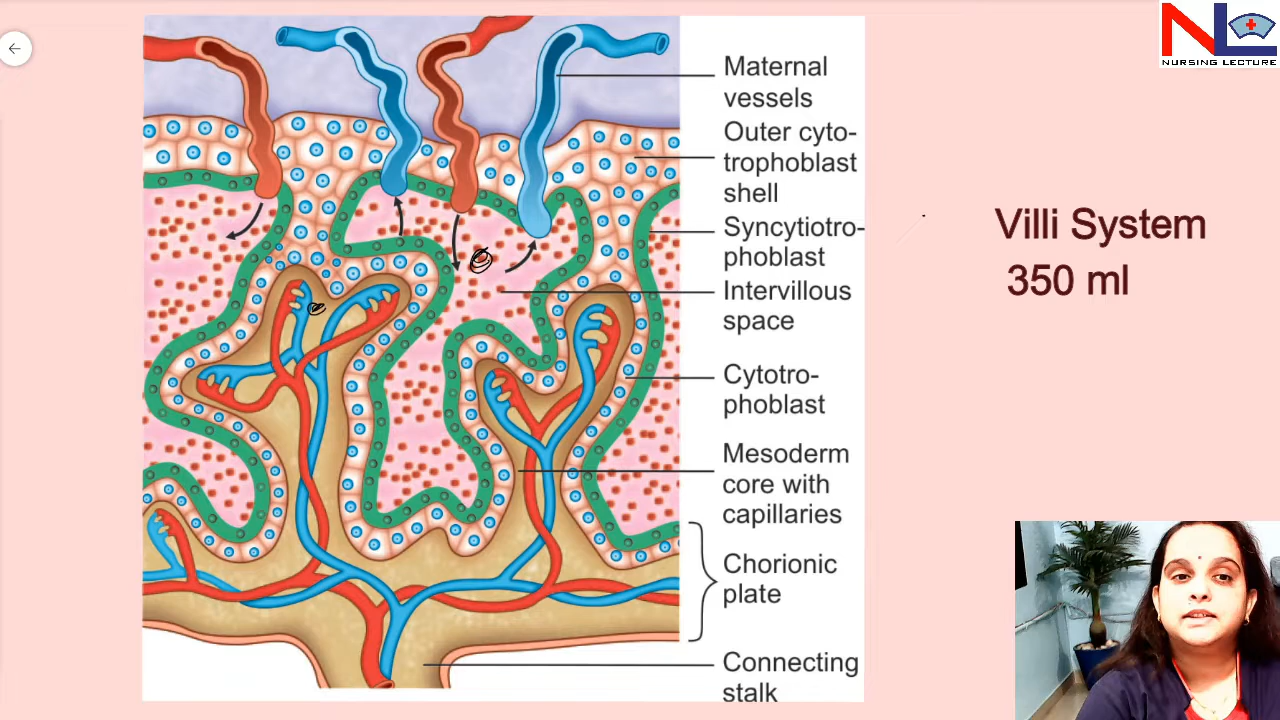 NL
NURSING LECTURE
Maternal
vessels
Outer cyto-
trophoblast
shell
Syncytiotro-
phoblast
Intervillous
space
Cytotro-
phoblast
Mesoderm
core with
capillaries
Chorionic
plate
Connecting
stalk
Villi System
350 ml